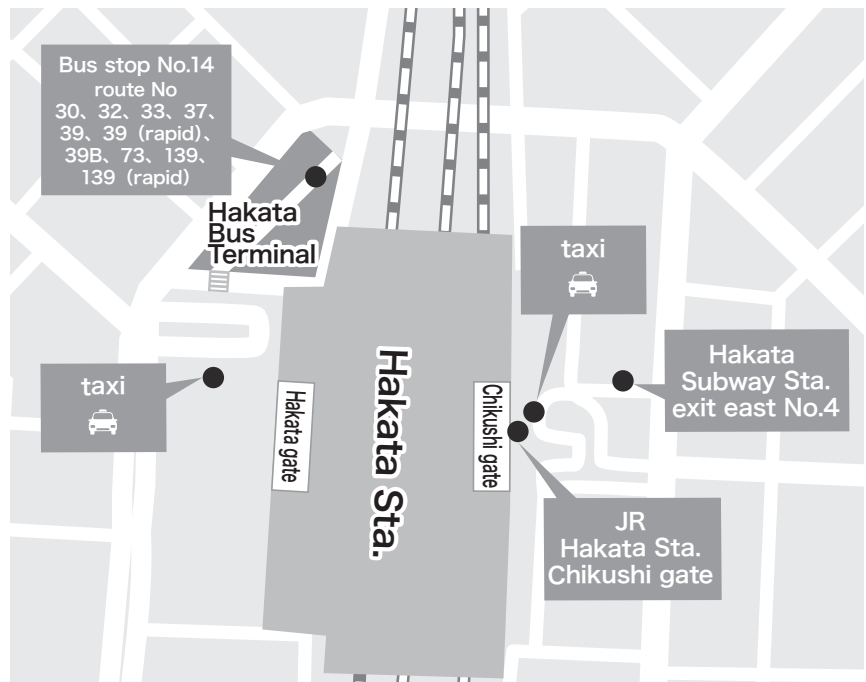 Bus stop No.14
route No
30、32、33、37、
39、39（rapid)、
39B、73、139、
139（rapid)
Hakata
Bus
Terminal
taxi
taxi
Hakata
Subway Sta.
exit east No.4
Hakata gate
Hakata Sta.
Chikushi gate
JR
Hakata Sta.
Chikushi gate